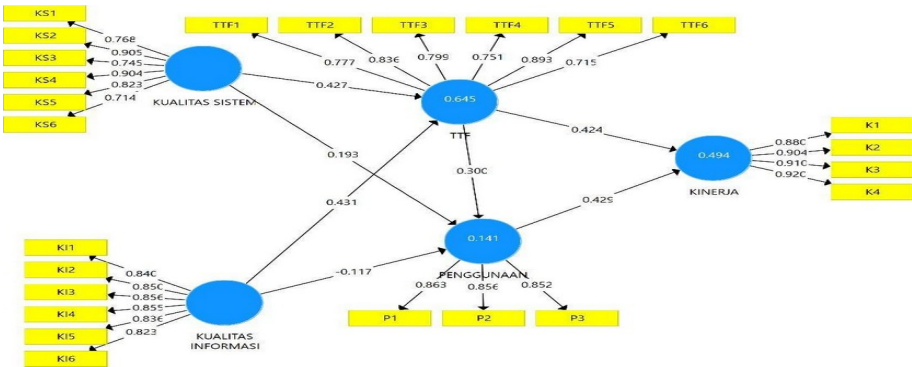 KS1
KS2
KS3
KS4
KS5
KS6
0.768
0.905
0.745
0.904
0.823
0.714
KUALITAS SISTEM
TTF1
TTF2
TTF3
TTF4
TTF5
TTF6
0.777
0.836
0.799
0.751
0.893
0.715
0.427
0.645
TTF
0.193
0.431
0.300
0.424
0.429
-0.117
0.494
KINERJA
0.880
0.904
0.910
0.920
K1
K2
K3
K4
KI1
KI2
KI3
KI4
KI5
KI6
0.840
0.850
0.856
0.855
0.836
0.823
KUALITAS
INFORMASI
0.141
PENGGUNAAN
0.863
0.856
0.852
P1
P2
P3